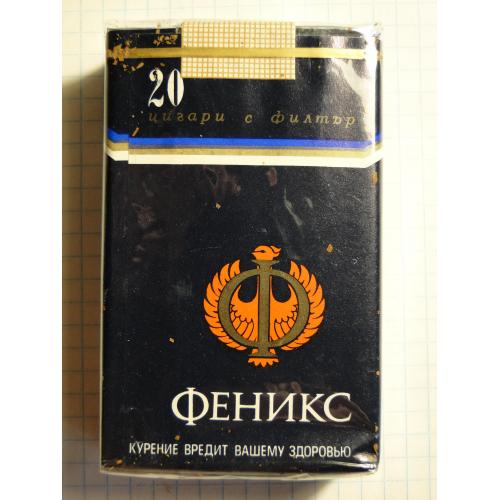 20
цигари с филтър
ФЕНИКС
КУРЕНИЕ ВРЕДИТ ВАШЕМУ ЗДОРОВЬЮ